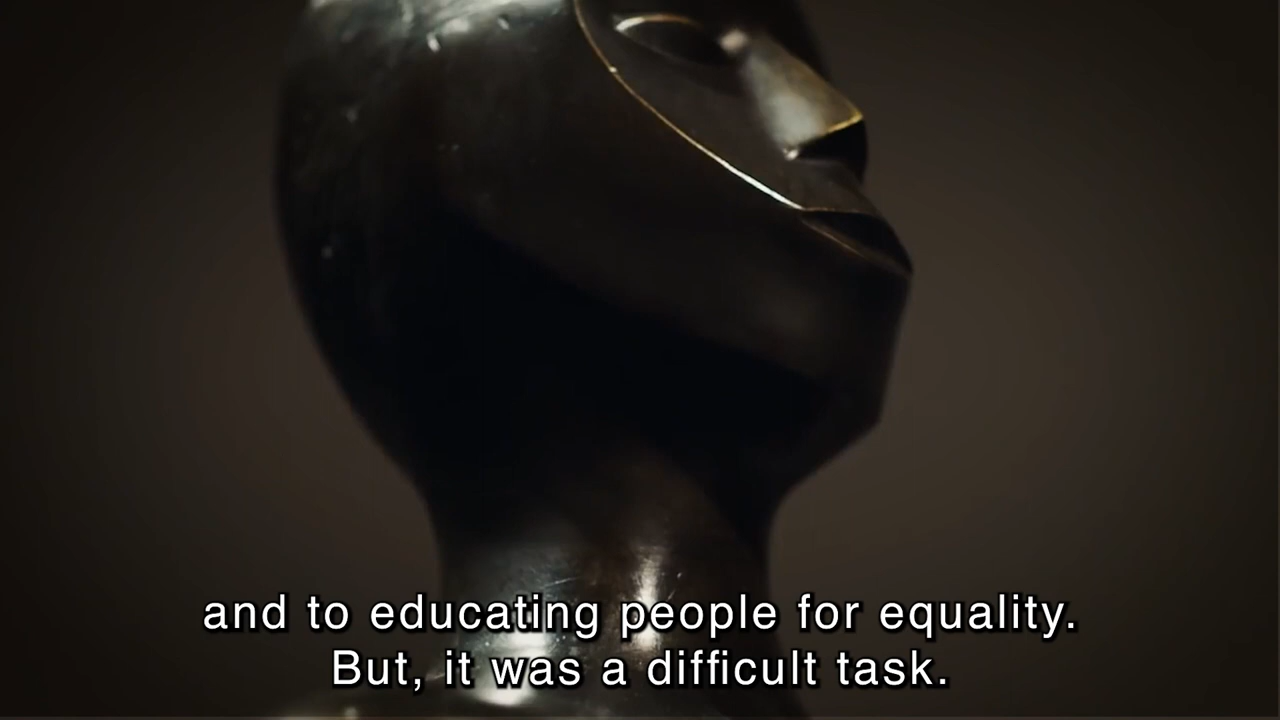 and to educating people for equality.
But, it was a difficult task.